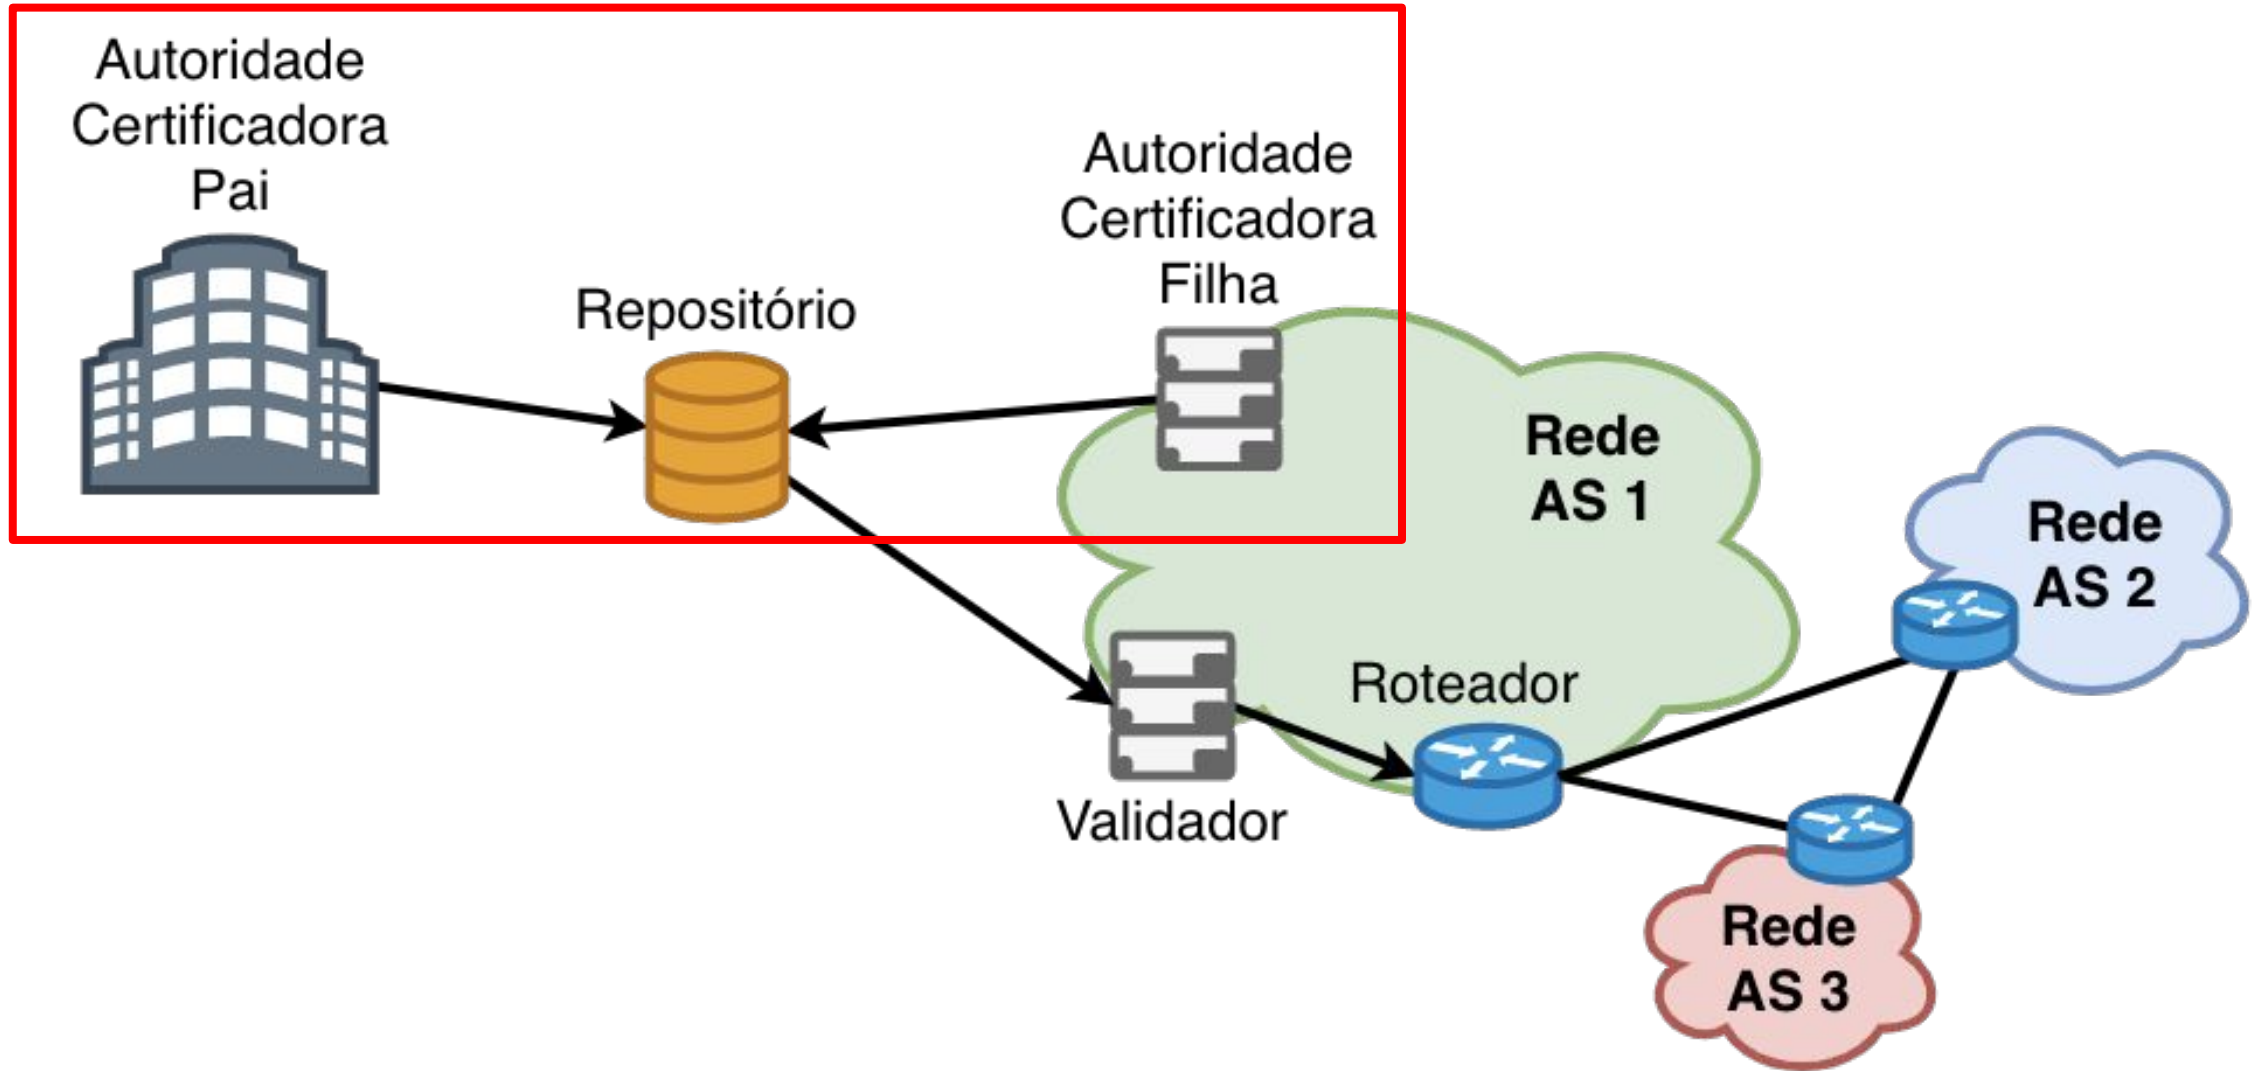 Autoridade
Certificadora
Pai
Repositório
Autoridade
Certificadora
Filha
Rede
AS 1
Rede
AS 2
Roteador
Validador
Rede
AS 3